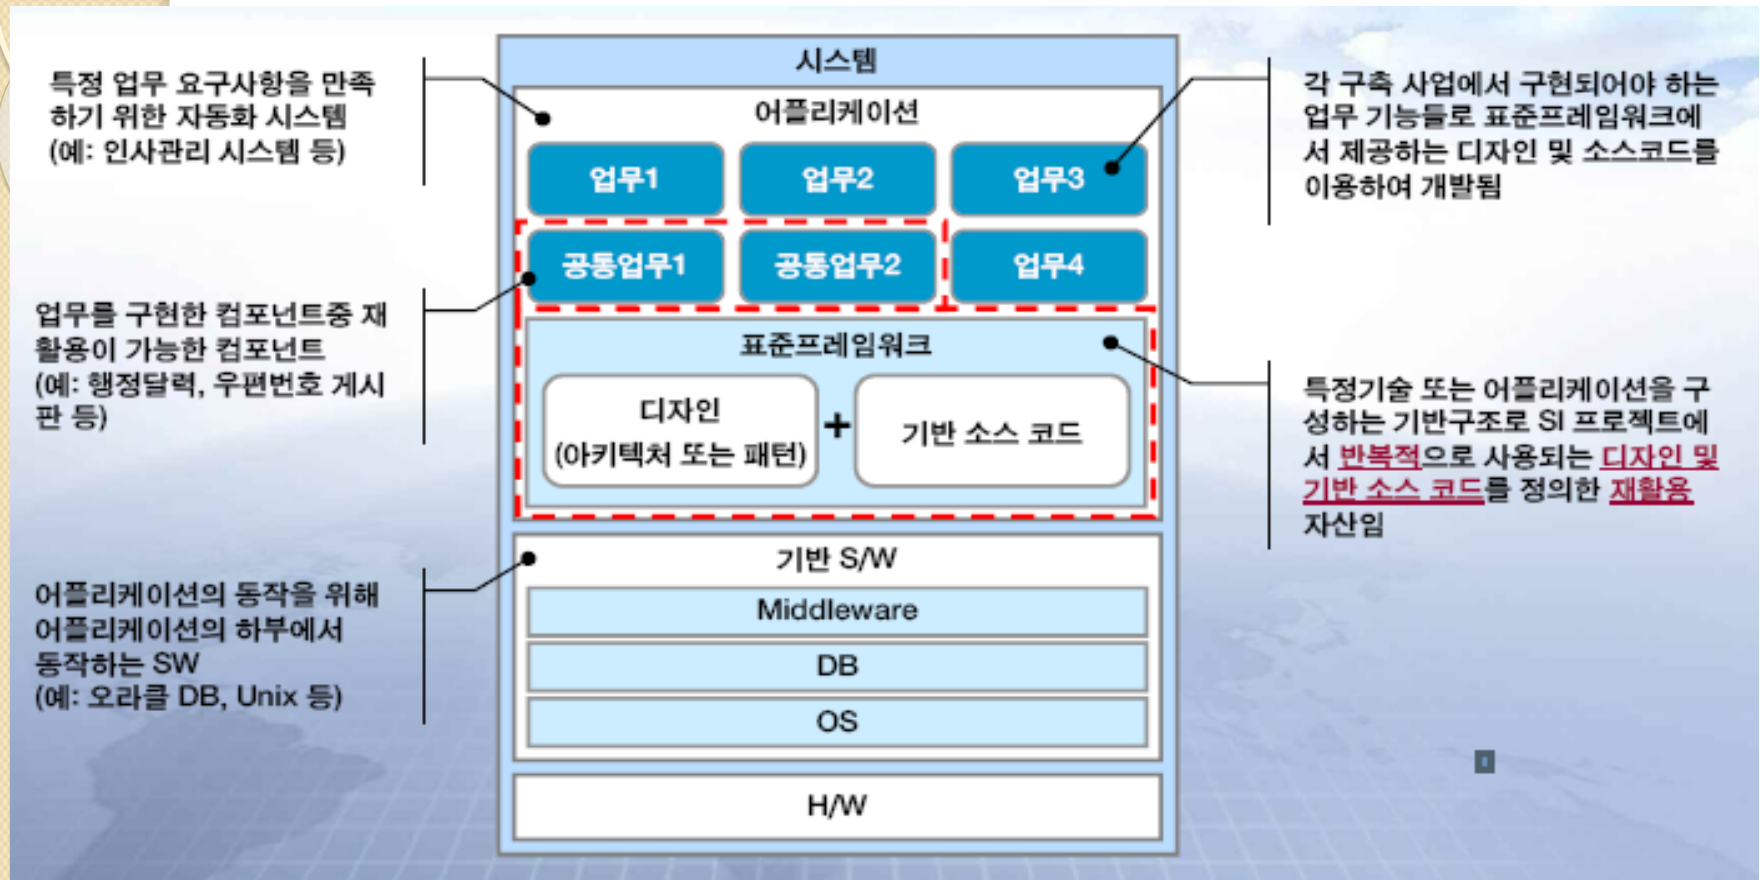 시스템
어플리케이션
업무1
업무2
업무3
공통업무1
공통업무2
업무4
표준프레임워크
디자인
(아키텍처 또는 패턴)
+
기반 소스 코드
기반 S/W
Middleware
DB
OS
H/W
특정 업무 요구사항을 만족
하기 위한 자동화 시스템
(예: 인사관리 시스템 등)
업무를 구현한 컴포넌트중 재
활용이 가능한 컴포넌트
(예: 행정달력, 우편번호 게시
판 등)
어플리케이션의 동작을 위해
어플리케이션의 하부에서
동작하는 SW
(예: 오라클 DB, Unix 등)
각 구축 사업에서 구현되어야 하는
업무 기능들로 표준프레임워크에
서 제공하는 디자인 및 소스코드를
이용하여 개발됨
특정기술 또는 어플리케이션을 구
성하는 기반구조로 SI 프로젝트에
서 반복적으로 사용되는 디자인 및
기반 소스 코드를 정의한 재활용
자산임